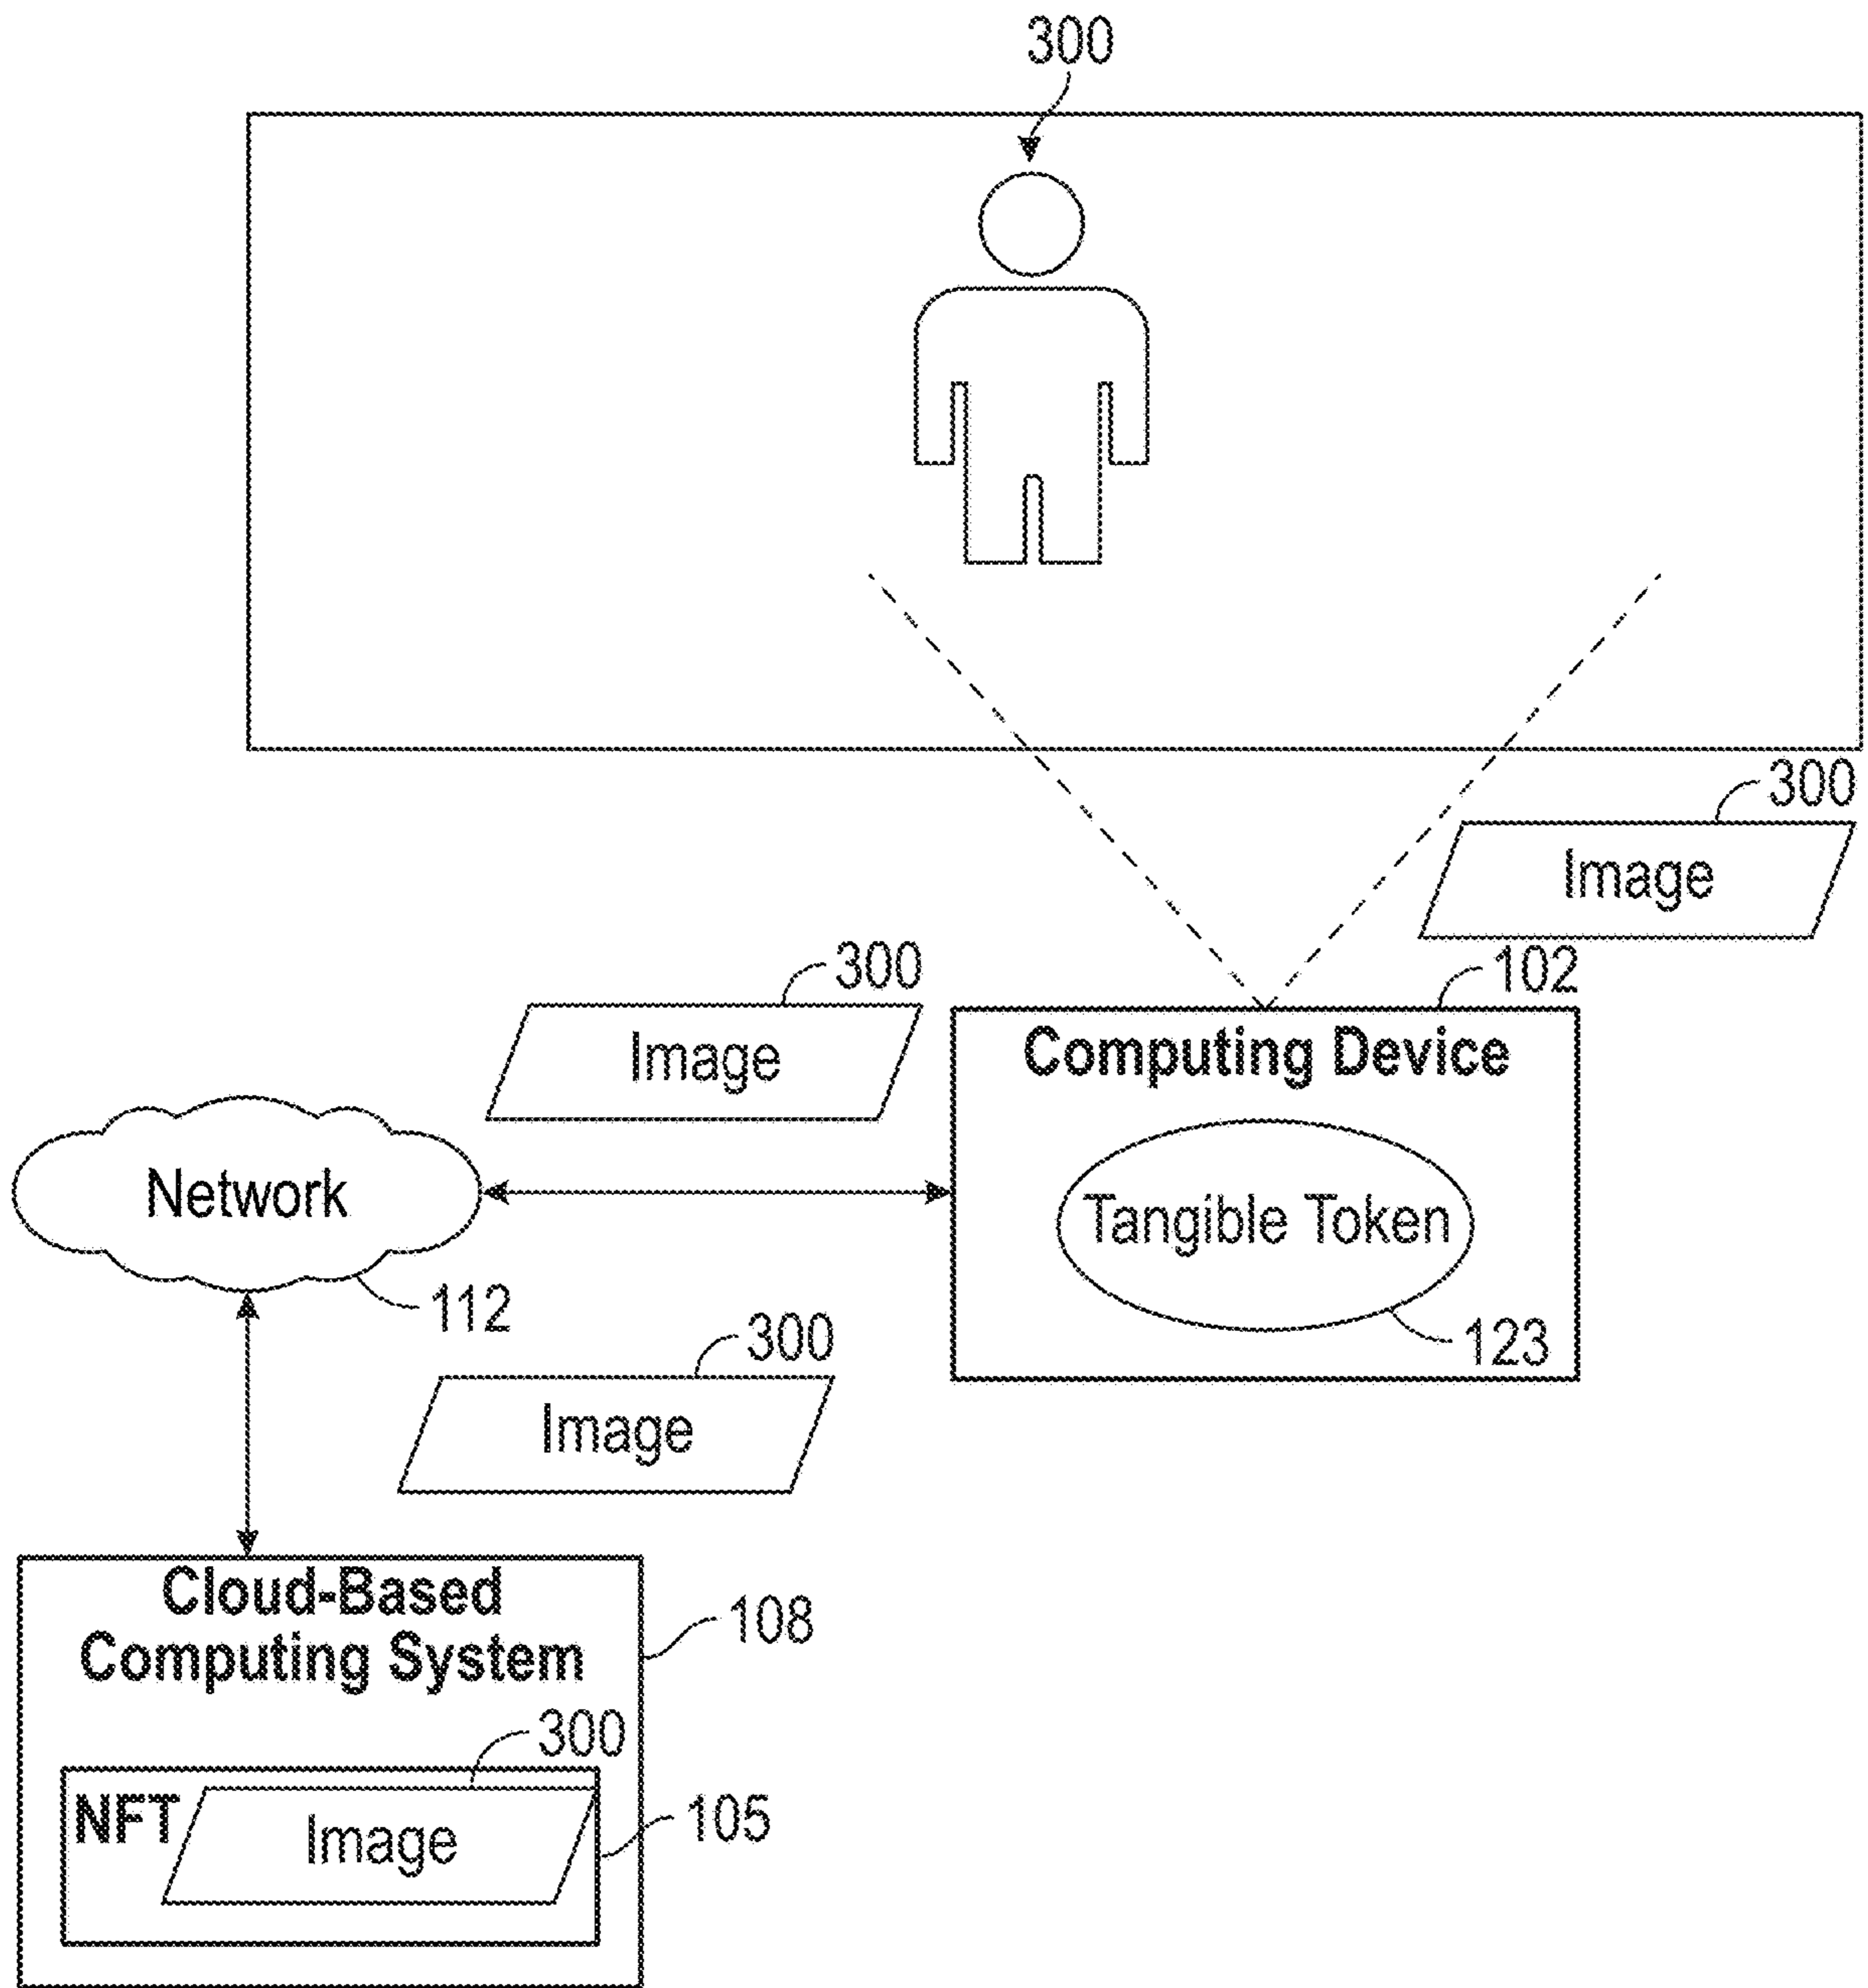 300
300
Image
300
102
Image
Computing Device
Network
Tangible Token
112
123
300
Image
Cloud-Based
Computing System
108
300
NFT
Image
105